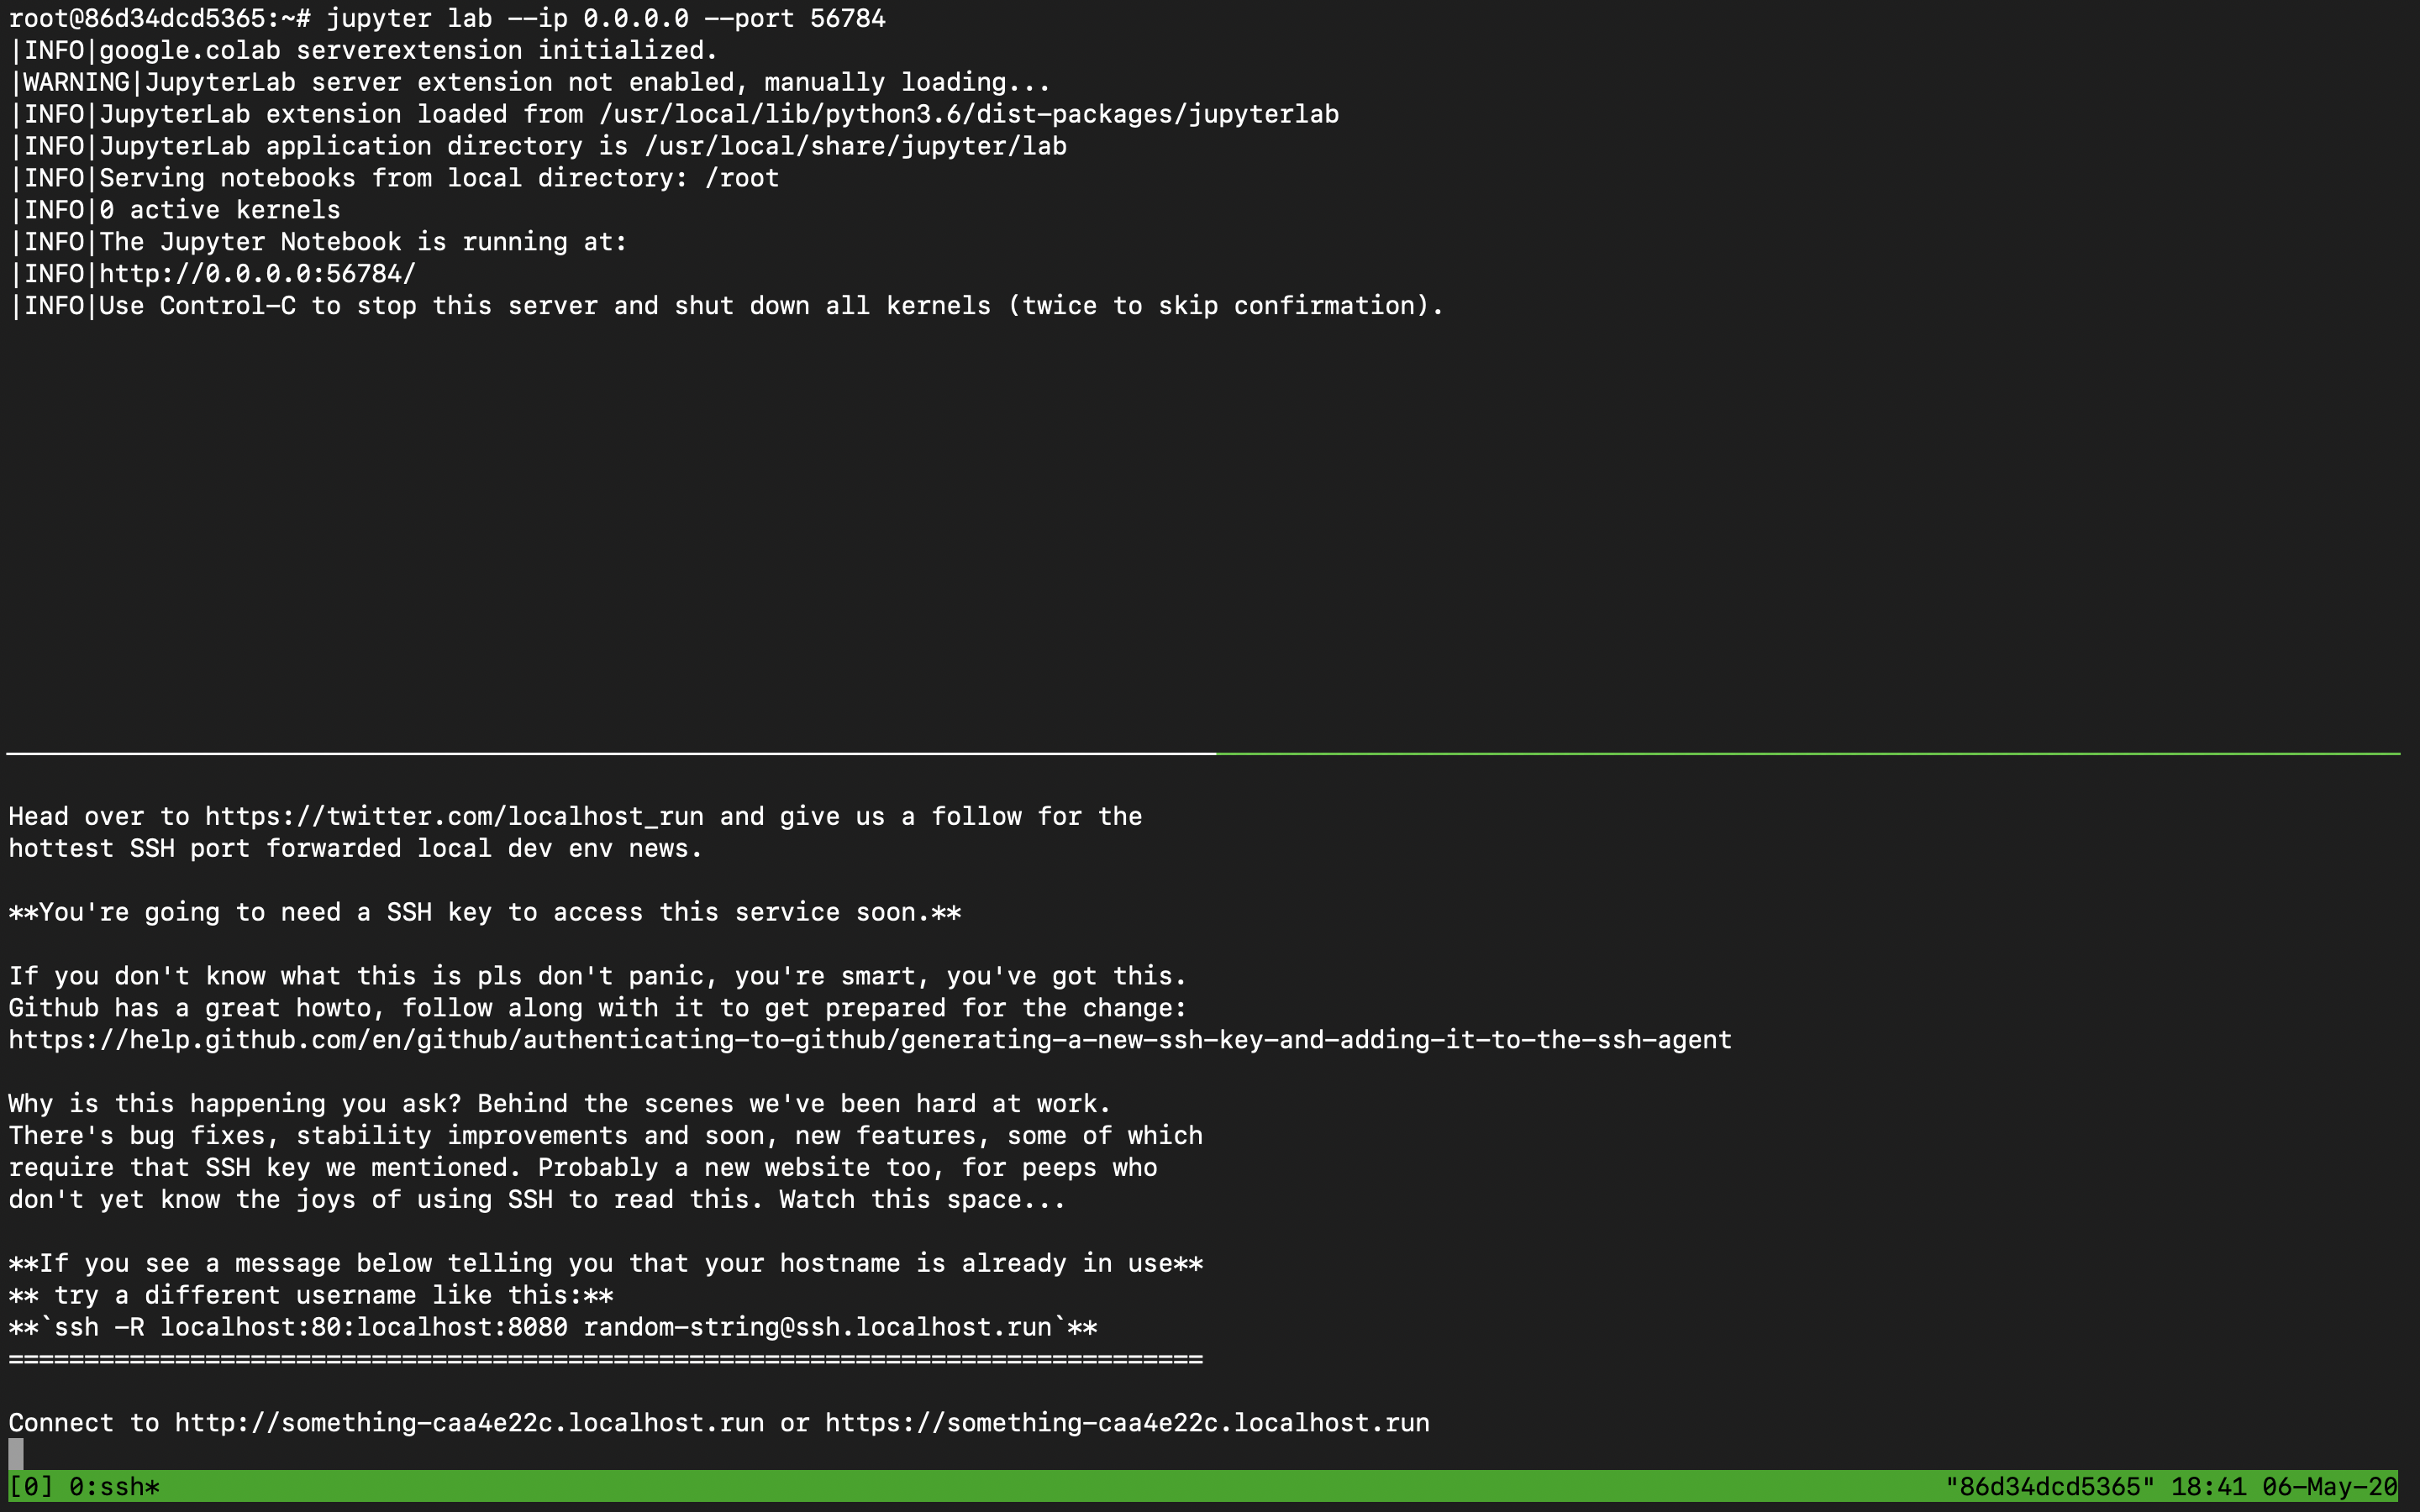 root@86d34dcd5365:~# jupyter lab --ip 0.0.0.0 --port 56784
|INFO|google.colab serverextension initialized.
|WARNING|JupyterLab server extension not enabled, manually loading...
|INFO|JupyterLab extension loaded from /usr/local/lib/python3.6/dist-packages/jupyterlab
|INFO|JupyterLab application directory is /usr/local/share/jupyter/lab
|INFO|Serving notebooks from local directory: /root
|INFO|0 active kernels
|INFO|The Jupyter Notebook is running at:
|INFO|http://0.0.0.0:56784/
|INFO|Use Control-C to stop this server and shut down all kernels (twice to skip confirmation).
Head over to https://twitter.com/localhost_run and give us a follow for the
hottest SSH port forwarded local dev env news.
**You're going to need a SSH key to access this service soon.**
If you don't know what this is pls don't panic, you're smart, you've got this.
Github has a great howto, follow along with it to get prepared for the change:
https://help.github.com/en/github/authenticating-to-github/generating-a-new-ssh-key-and-adding-it-to-the-ssh-agent
Why is this happening you ask? Behind the scenes we've been hard at work.
There's bug fixes, stability improvements and soon, new features, some of which
require that SSH key we mentioned. Probably a new website too, for peeps who
don't yet know the joys of using SSH to read this. Watch this space...
**If you see a message below telling you that your hostname is already in use**
** try a different username like this:**
**`ssh -R localhost:80:localhost:8080 random-string@ssh.localhost.run`**
===============================================================================
Connect to http://something-caa4e22c.localhost.run or https://something-caa4e22c.localhost.run
[0] 0:ssh* "86d34dcd5365" 18:41 06-May-20